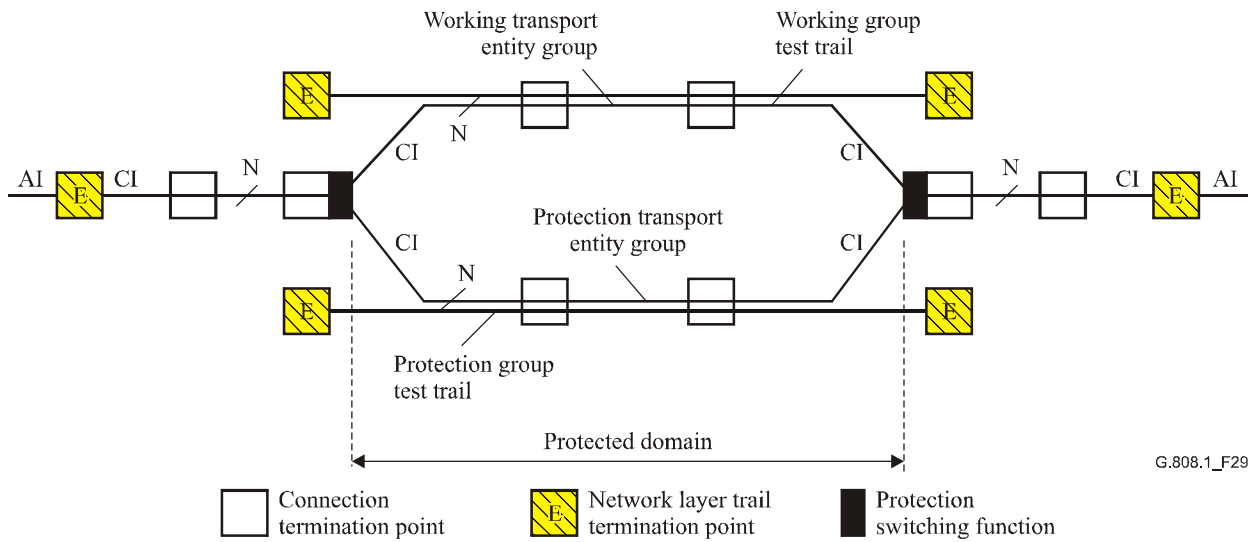 Working transport
entity group
Working group
test trail
E
E
N
CI
CI
AI
E
CI
N
N
CI
E
AI
Protection transport
entity group
CI
CI
N
E
E
Protection group
test trail
Protected domain
G.808.1_F29
Connection
termination point
E
Network layer trail
termination point
Protection
switching function